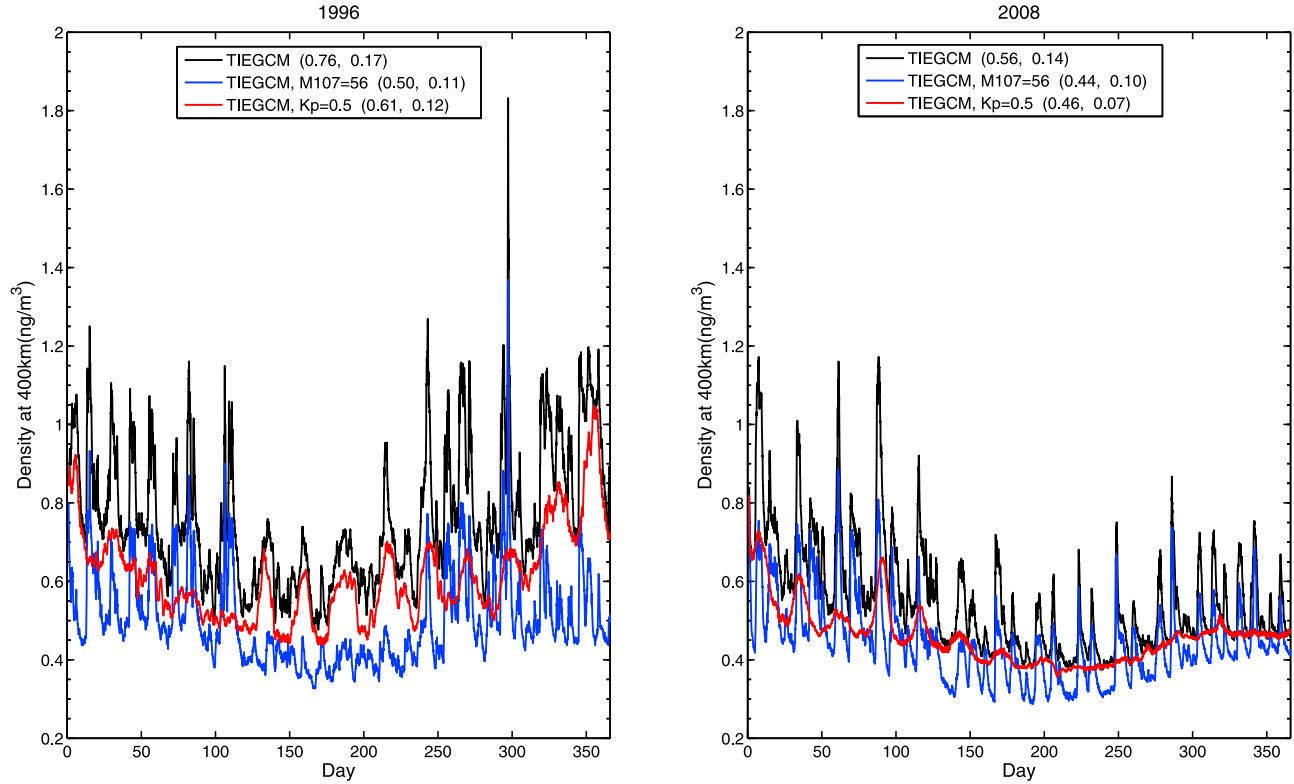 1996
2
1.8
1.6
1.4
1.2
1
0.8
0.6
0.4
0.2
Density at 400km(ng/m³)
TIEGCM (0.76, 0.17)
TIEGCM, M107=56 (0.50, 0.11)
TIEGCM, Kp=0.5 (0.61, 0.12)
0 50 100 150 200 250 300 350
Day
2008
2
1.8
1.6
1.4
1.2
1
0.8
0.6
0.4
0.2
Density at 400km(ng/m³)
TIEGCM (0.56, 0.14)
TIEGCM, M107=56 (0.44, 0.10)
TIEGCM, Kp=0.5 (0.46, 0.07)
0 50 100 150 200 250 300 350
Day